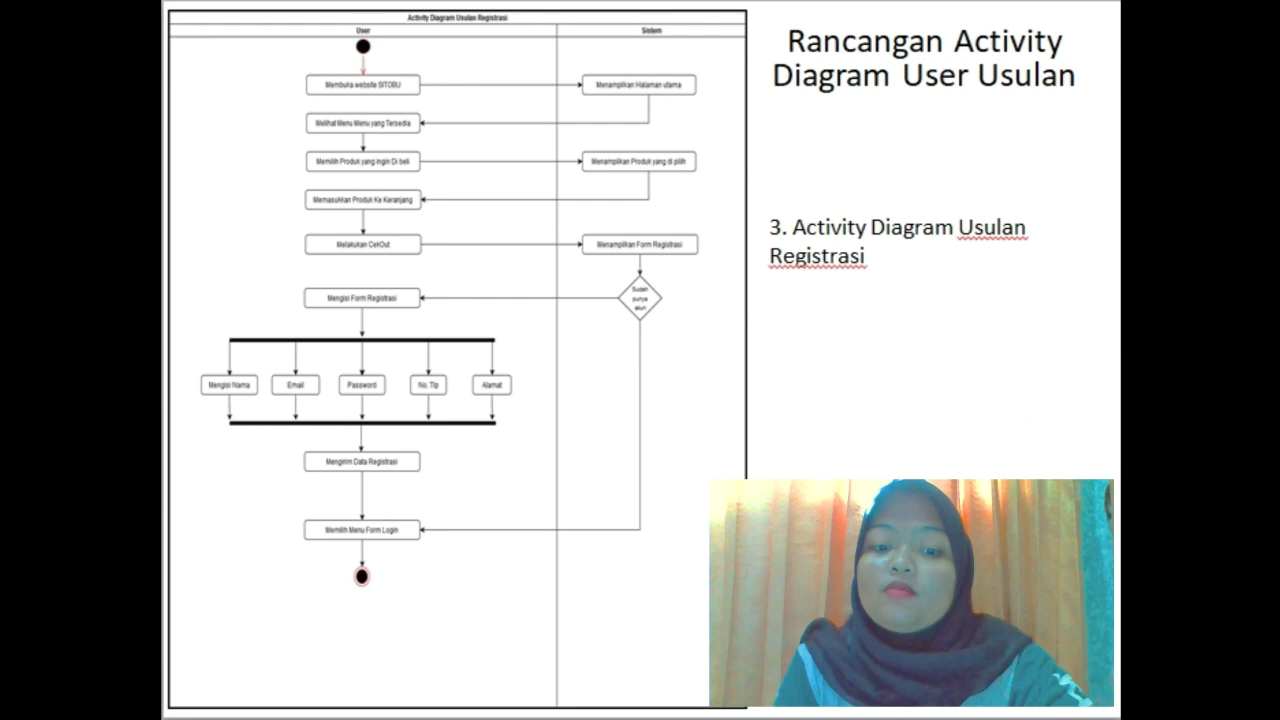 Activity Diagram Usulan Registrasi
User
Sistem
Membuka website SITOBU
Menampilkan Halaman utama
Melihat Menu Menu yang Tersedia
Memilih Produk yang ingin Di beli
Menampilkan Produk yang di pilih
Memasukkan Produk Ke Keranjang
Melakukan CekOut
Menampilkan Form Registrasi
Sudah
punya
akun
Mengisi Form Registrasi
Mengisi Nama
Email
Password
No. Tlp
Alamat
Mengirim Data Registrasi
Memilih Menu Form Login
Rancangan Activity
Diagram User Usulan
3. Activity Diagram Usulan
Registrasi